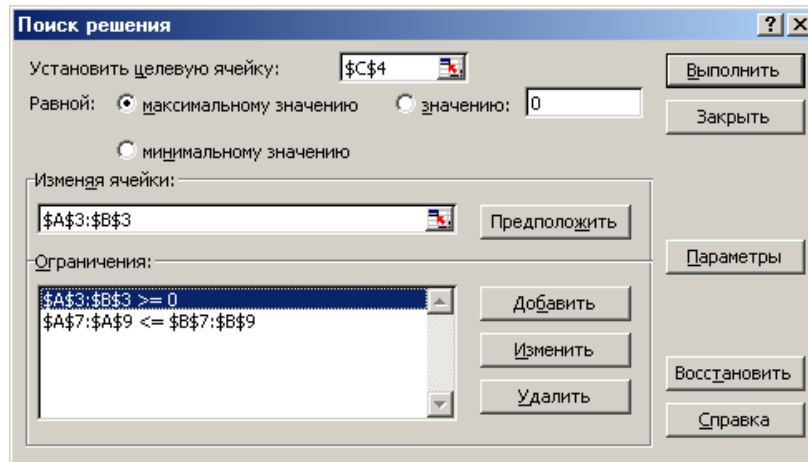 Поиск решения
Установить целевую ячейку: $C$4
Выполнить
Равной: максимальному значению значению: 0
Закрыть
минимальному значению
Изменяя ячейки:
$A$3:$B$3
Предположить
Параметры
Ограничения:
$A$3:$B$3 >= 0
$A$7:$A$9 <= $B$7:$B$9
Добавить
Изменить
Удалить
Восстановить
Справка